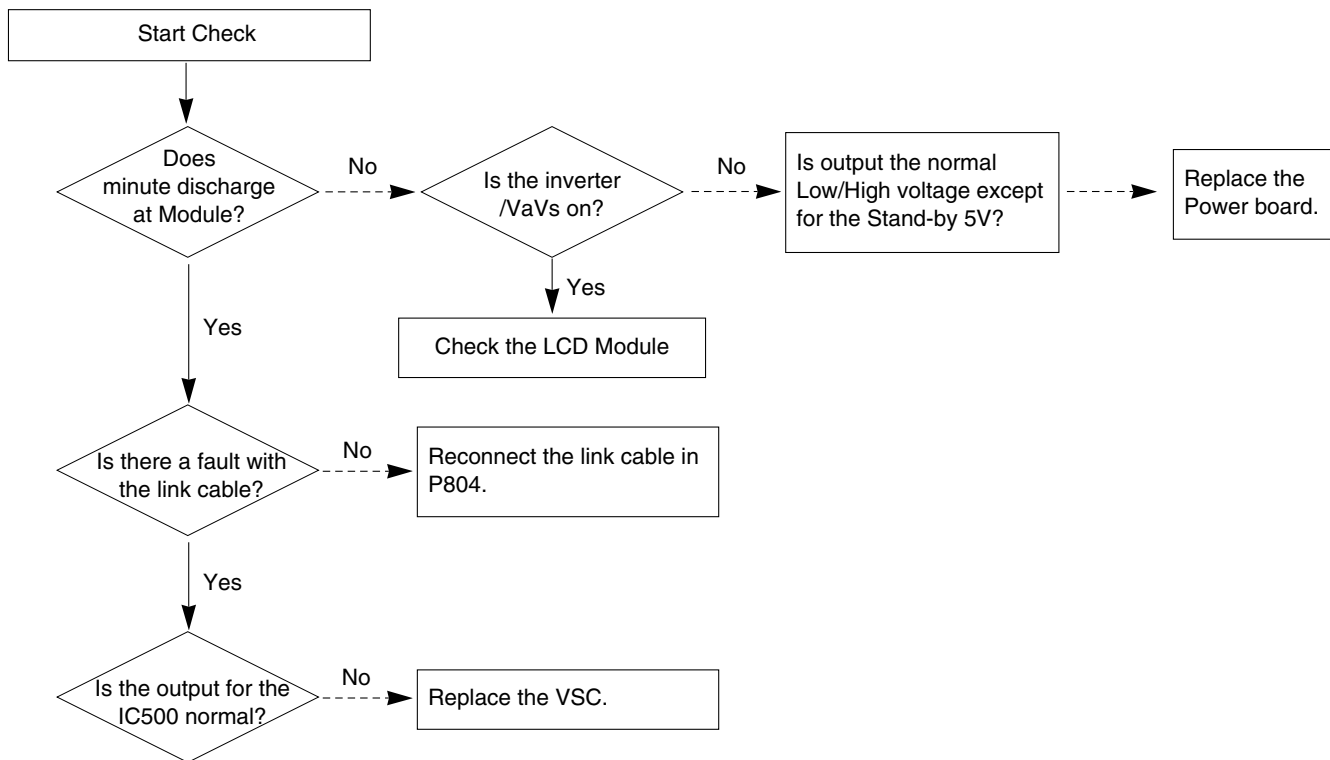 Start Check
Does
minute discharge
at Module?
No
Is the inverter
/VaVs on?
No
Is output the normal
Low/High voltage except
for the Stand-by 5V?
Replace the
Power board.
Yes
Check the LCD Module
Yes
Is there a fault with
the link cable?
No
Reconnect the link cable in
P804.
Yes
Is the output for the
IC500 normal?
No
Replace the VSC.